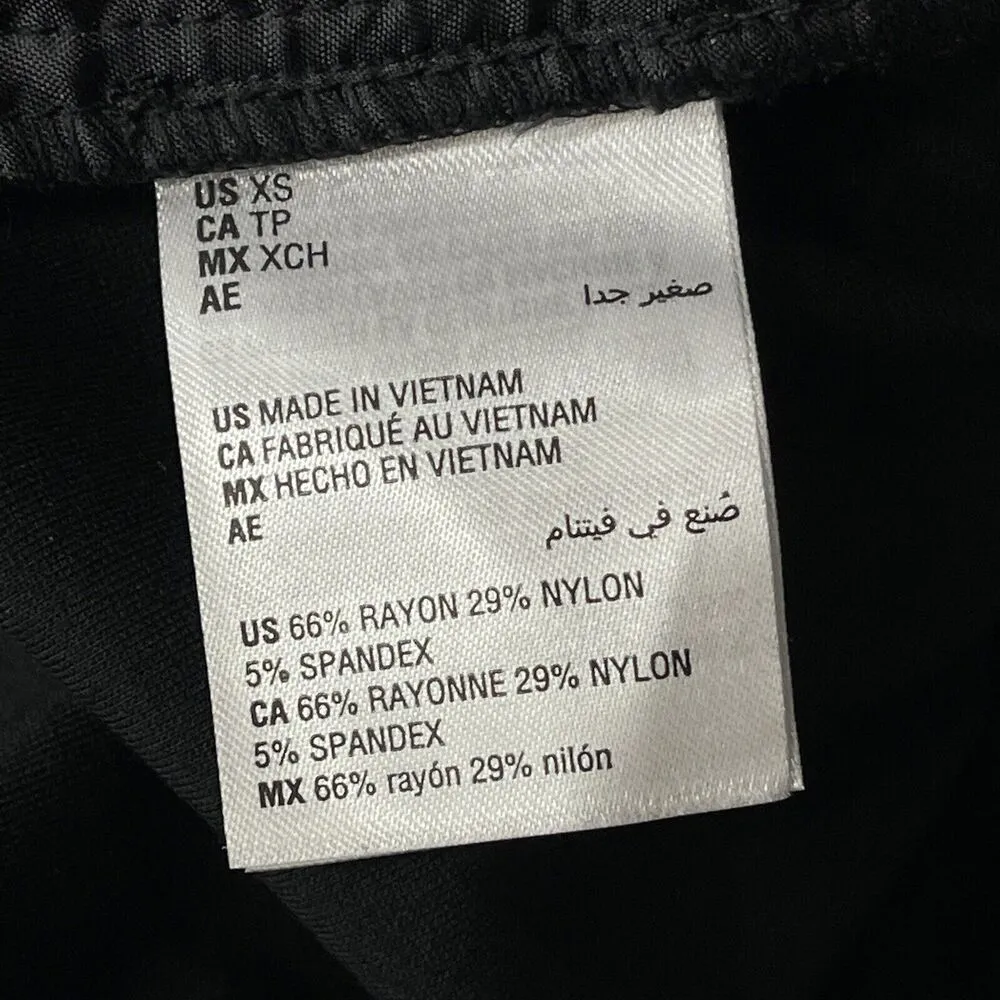 US XS
CA TP
MX XCH
AE صغير جدا
US MADE IN VIETNAM
CA FABRIQUÉ AU VIETNAM
MX HECHO EN VIETNAM
AE صُنع في فيتنام
US 66% RAYON 29% NYLON
5% SPANDEX
CA 66% RAYONNE 29% NYLON
5% SPANDEX
MX 66% rayón 29% nilón